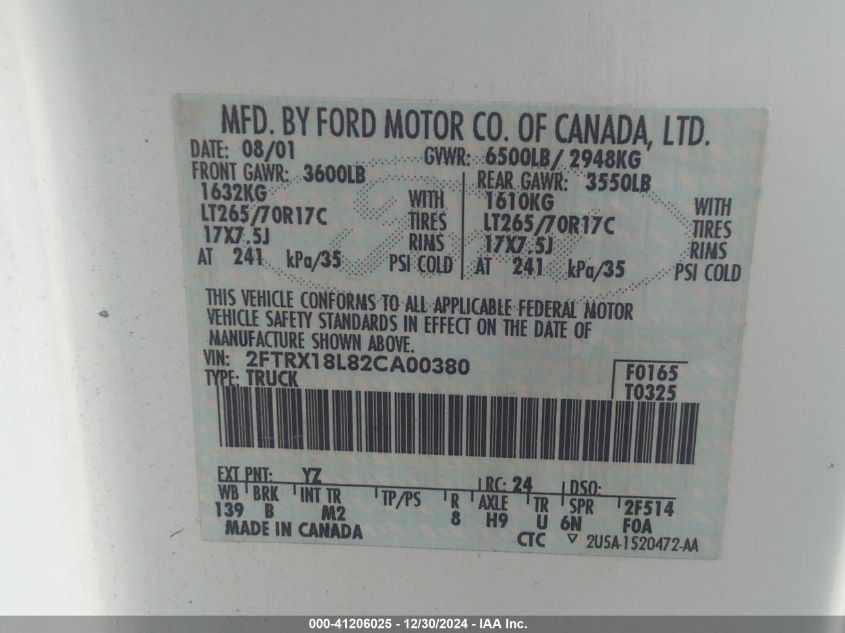 MFD. BY FORD MOTOR CO. OF CANADA, LTD.
DATE: 08/01 GVWR: 6500LB/ 2948KG
FRONT GAWR: 3600LB REAR GAWR: 3550LB
1632KG WITH 1610KG WITH
LT265/70R17C TIRES LT265/70R17C TIRES
17X7.5J RIMS 17X7.5J RIMS
AT 241 kPa/35 PSI COLD AT 241 kPa/35 PSI COLD
THIS VEHICLE CONFORMS TO ALL APPLICABLE FEDERAL MOTOR
VEHICLE SAFETY STANDARDS IN EFFECT ON THE DATE OF
MANUFACTURE SHOWN ABOVE.
VIN: 2FTRX18L82CA00380 F0165
TYPE: TRUCK T0325
EXT PNT: YZ RC: 24 DSO:
WB BRK INT TR TP/PS R AXLE TR SPR 2F514
139 B M2 8 H9 U 6N F0A
MADE IN CANADA CTC ▽ 2U5A-1520472-AA
000-41206025 - 12/30/2024 - IAA Inc.